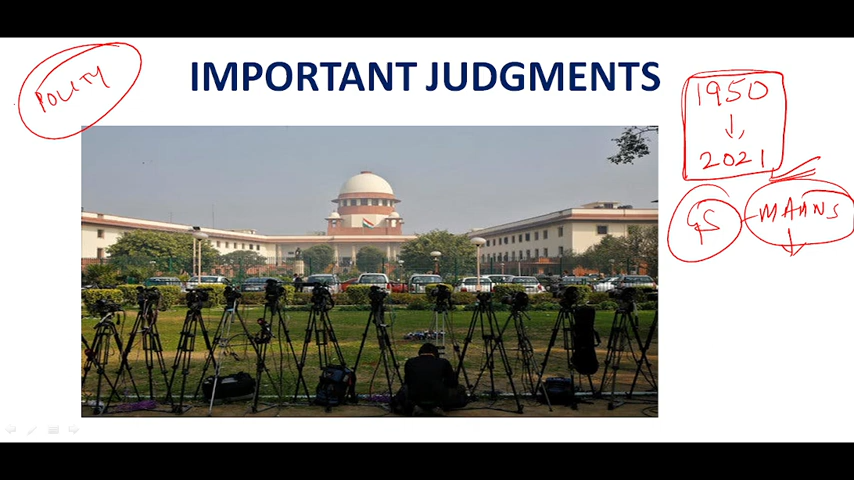 IMPORTANT JUDGMENTS
POLITY
1950
2021
GS - MAINS